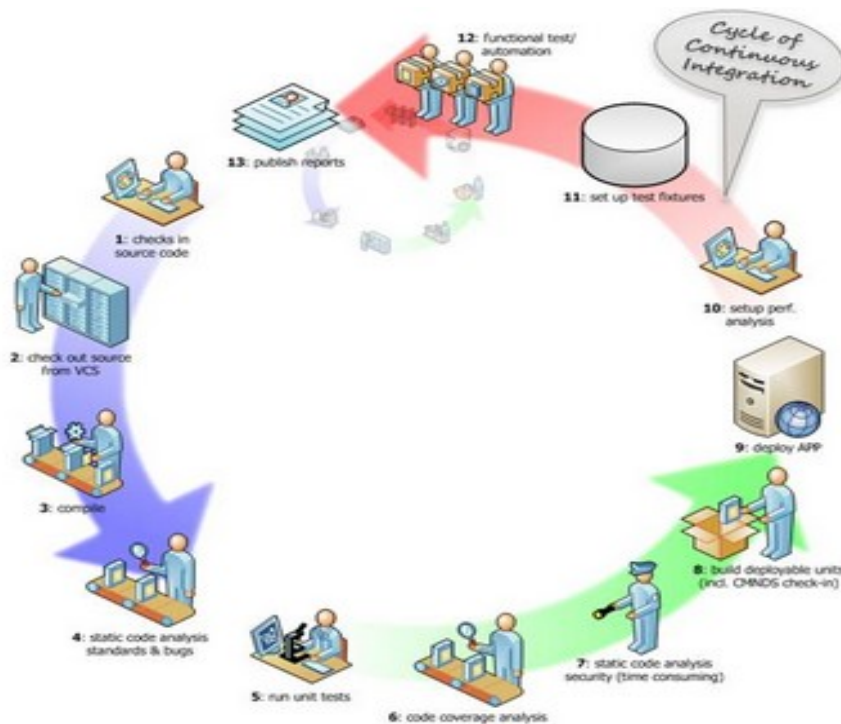 Cycle of
Continuous
Integration
12: functional test/
automation
13: publish reports
11: set up test fixtures
1: checks in
source code
10: setup perf.
analysis
2: check out source
from VCS
9: deploy APP
3: compile
8: build deployable units
(incl. CMNDS check-in)
4: static code analysis
standards & bugs
7: static code analysis
security (time consuming)
5: run unit tests
6: code coverage analysis